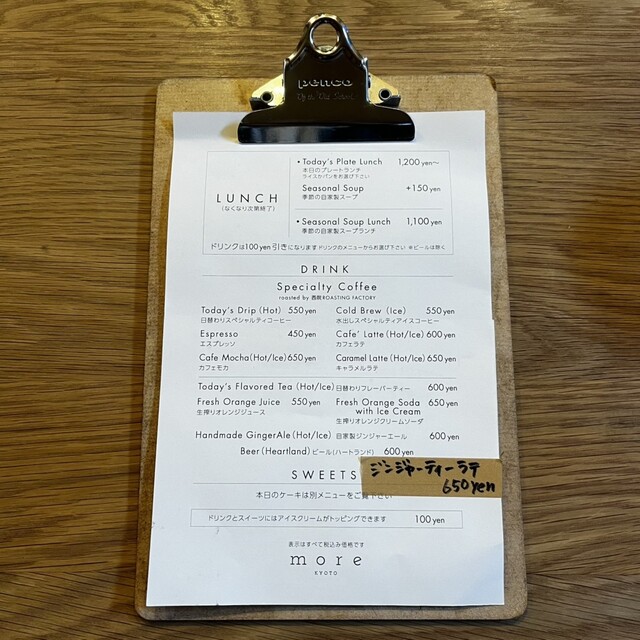 penco
• Today's Plate Lunch 1,200 yen~
本日のプレートランチ
ライスかパンをお選び下さい
LUNCH
(なくなり次第終了)
Seasonal Soup +150 yen
季節の自家製スープ
• Seasonal Soup Lunch 1,100 yen
季節の自家製スープランチ
ドリンクは100yen 引きになります ドリンクのメニューからお選び下さい ※ビールは除く
DRINK
Specialty Coffee
roasted by 西院ROASTING FACTORY
Today's Drip (Hot) 550 yen Cold Brew (Ice) 550 yen
日替わりスペシャルティコーヒー 水出しスペシャルティアイスコーヒー
Espresso 450 yen Cafe' Latte (Hot/Ice) 600 yen
エスプレッソ カフェラテ
Cafe Mocha (Hot/Ice) 650 yen Caramel Latte (Hot/Ice) 650 yen
カフェモカ キャラメルラテ
Today's Flavored Tea (Hot/Ice) 日替わりフレーバーティー 600 yen
Fresh Orange Juice 550 yen Fresh Orange Soda 650 yen
生搾りオレンジジュース with Ice Cream
生搾りオレンジクリームソーダ
Handmade GingerAle (Hot/Ice) 自家製ジンジャーエール 600 yen
Beer (Heartland) ビール(ハートランド) 600 yen
ジンジャーティーラテ
650yen
SWEETS
本日のケーキは別メニューをご覧下さい
ドリンクとスイーツにはアイスクリームがトッピングできます 100 yen
表示はすべて税込み価格です
more
KYOTO